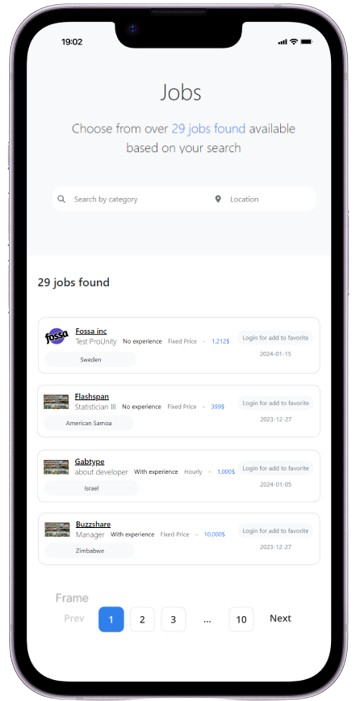 19:02
Jobs
Choose from over 29 jobs found available
based on your search
Search by category Location
29 jobs found
fossa
Fossa inc
Test ProUnity No experience Fixed Price - 1,212$ Login for add to favorite
Sweden 2024-01-15
Flashspan
Statistician III No experience Fixed Price - 399$ Login for add to favorite
American Samoa 2023-12-27
Gabtype
about developer With experience Hourly - 1,000$ Login for add to favorite
Israel 2024-01-05
Buzzshare
Manager With experience Fixed Price - 10,000$ Login for add to favorite
Zimbabwe 2023-12-27
Frame
Prev 1 2 3 ... 10 Next